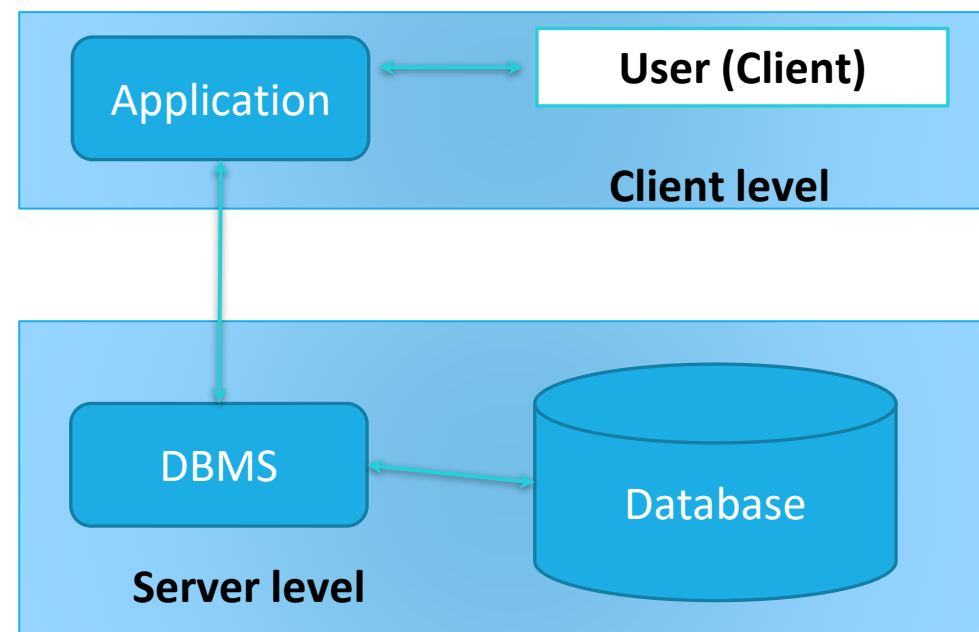 Application
User (Client)
Client level
DBMS
Database
Server level